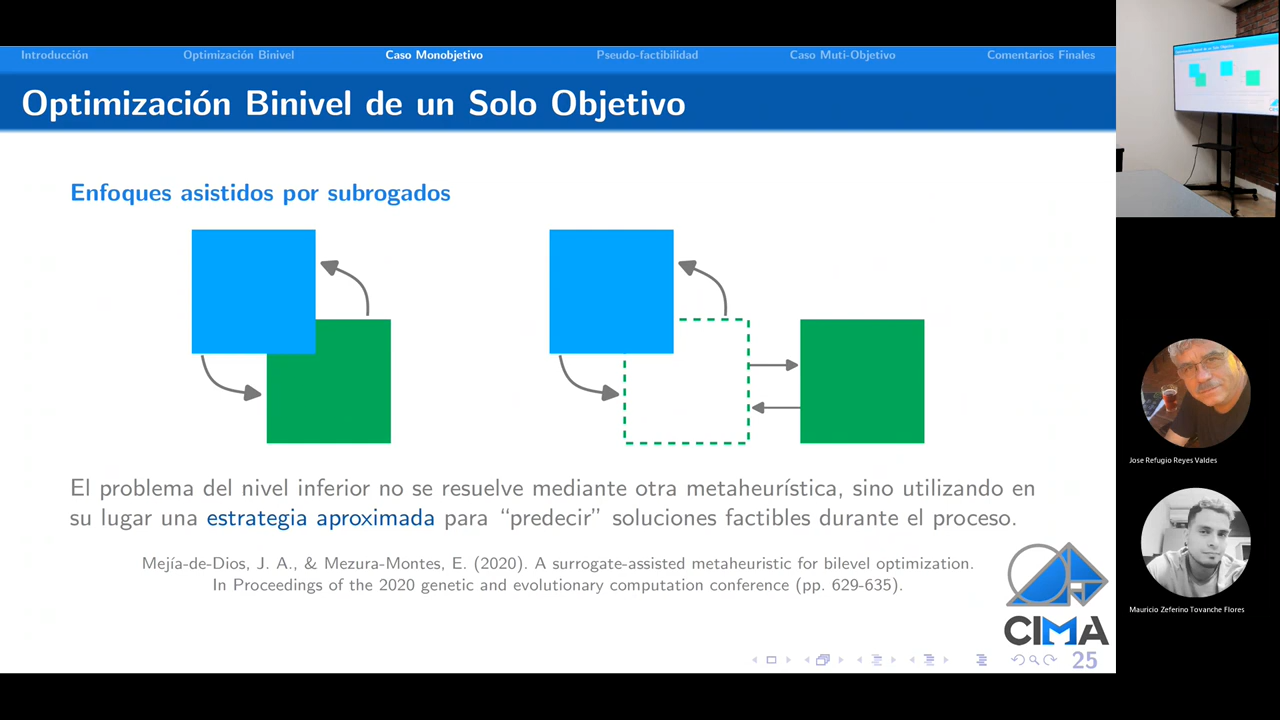 Introducción Optimización Binivel Caso Monobjetivo Pseudo-factibilidad Caso Muti-Objetivo Comentarios Finales
Optimización Binivel de un Solo Objetivo
Enfoques asistidos por subrogados
El problema del nivel inferior no se resuelve mediante otra metaheurística, sino utilizando en
su lugar una estrategia aproximada para “predecir” soluciones factibles durante el proceso.
Mejía-de-Dios, J. A., & Mezura-Montes, E. (2020). A surrogate-assisted metaheuristic for bilevel optimization.
In Proceedings of the 2020 genetic and evolutionary computation conference (pp. 629-635).
CIMA
25
Jose Refugio Reyes Valdes
Mauricio Zeferino Tovanche Flores